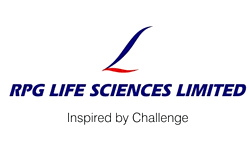 RPG LIFE SCIENCES LIMITED
Inspired by Challenge